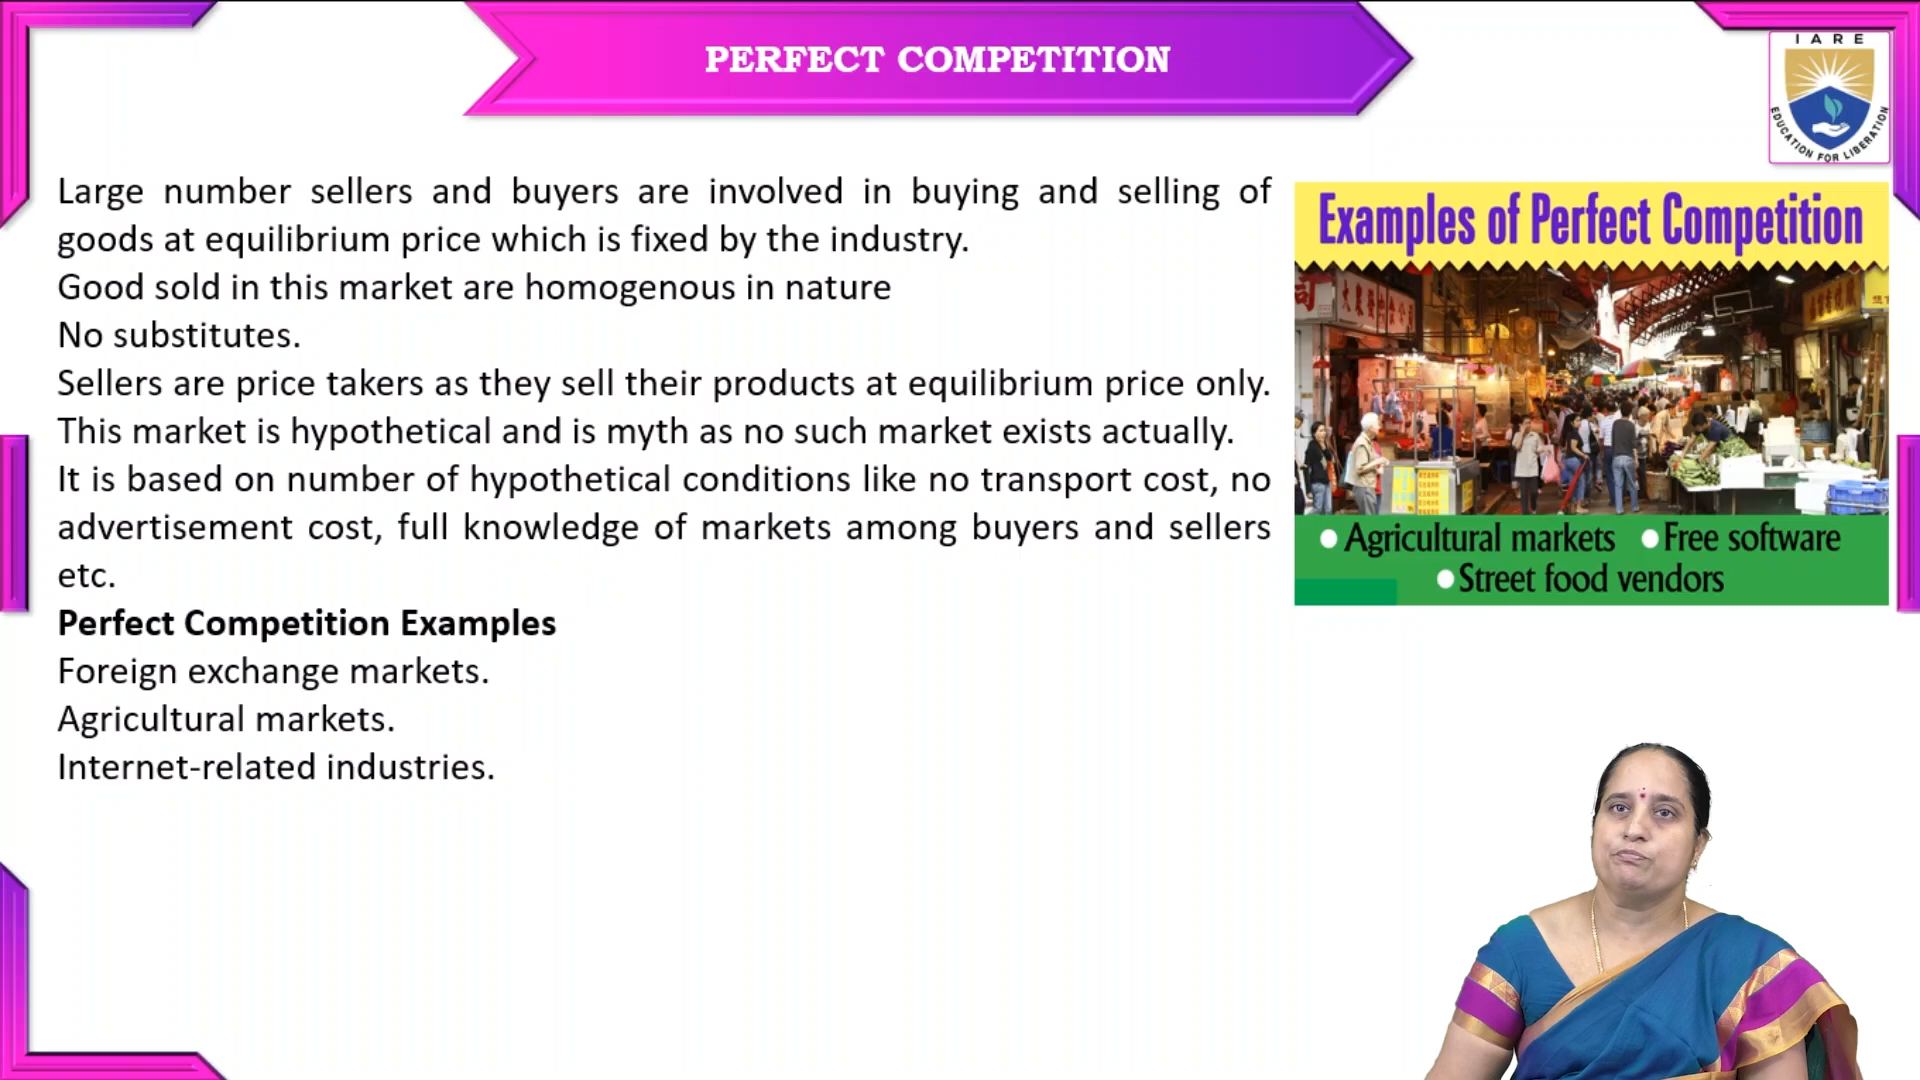 PERFECT COMPETITION
I A R E
EDUCATION FOR LIBERATION
Large number sellers and buyers are involved in buying and selling of
goods at equilibrium price which is fixed by the industry.
Good sold in this market are homogenous in nature
No substitutes.
Sellers are price takers as they sell their products at equilibrium price only.
This market is hypothetical and is myth as no such market exists actually.
It is based on number of hypothetical conditions like no transport cost, no
advertisement cost, full knowledge of markets among buyers and sellers
etc.
Perfect Competition Examples
Foreign exchange markets.
Agricultural markets.
Internet-related industries.
Examples of Perfect Competition
Agricultural markets
Free software
Street food vendors